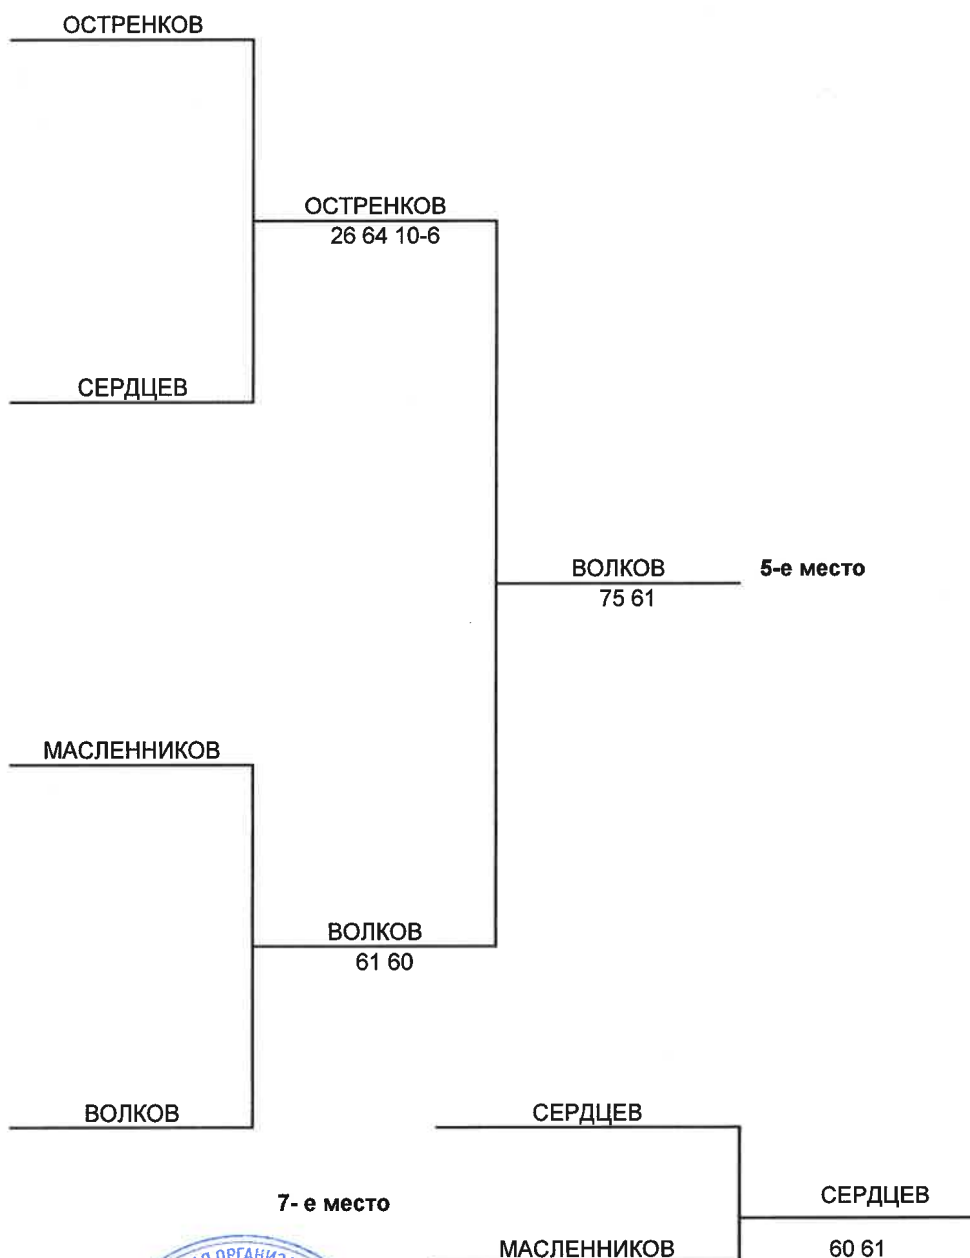 ОСТРЕНКОВ
ОСТРЕНКОВ
26 64 10-6
СЕРДЦЕВ
ВОЛКОВ
5-е место
75 61
МАСЛЕННИКОВ
ВОЛКОВ
61 60
ВОЛКОВ
СЕРДЦЕВ
7- е место
СЕРДЦЕВ
МАСЛЕННИКОВ
60 61